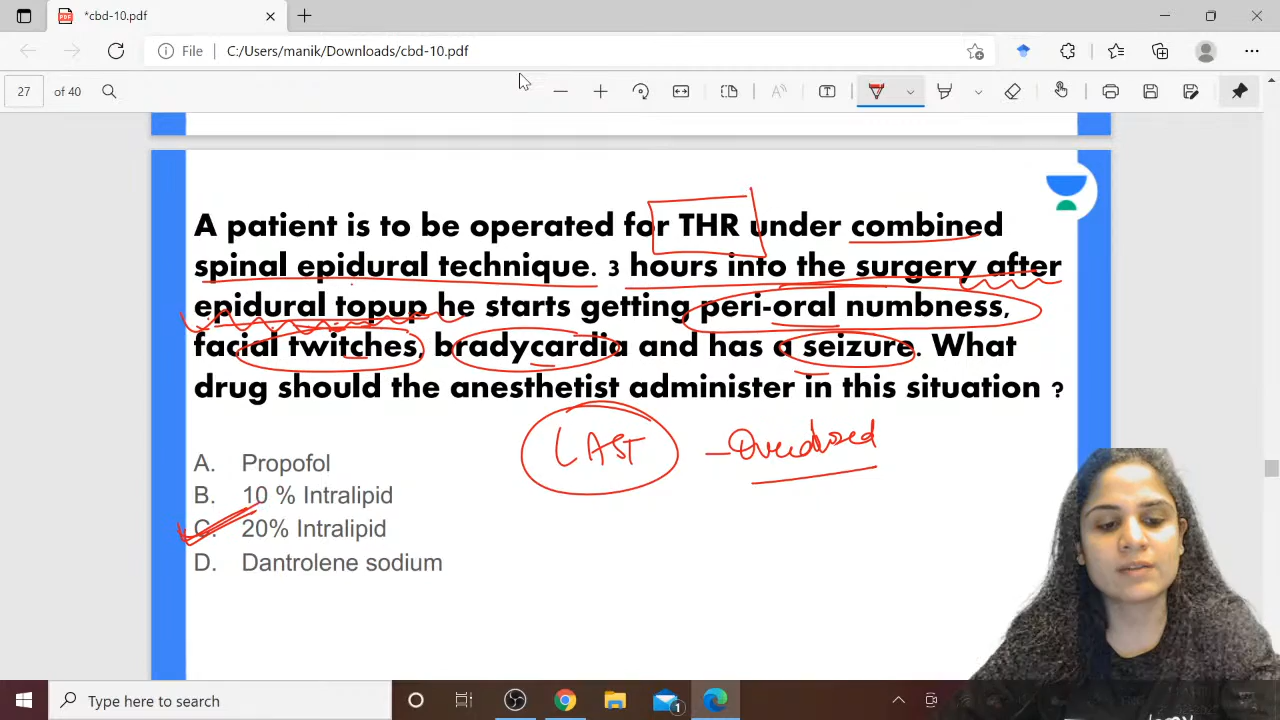 *cbd-10.pdf
File C:/Users/manik/Downloads/cbd-10.pdf
27 of 40
A patient is to be operated for THR under combined
spinal epidural technique. 3 hours into the surgery after
epidural topup he starts getting peri-oral numbness,
facial twitches, bradycardia and has a seizure. What
drug should the anesthetist administer in this situation ?
LAST - Overdosed
A. Propofol
B. 10 % Intralipid
C. 20% Intralipid
D. Dantrolene sodium
Type here to search
1